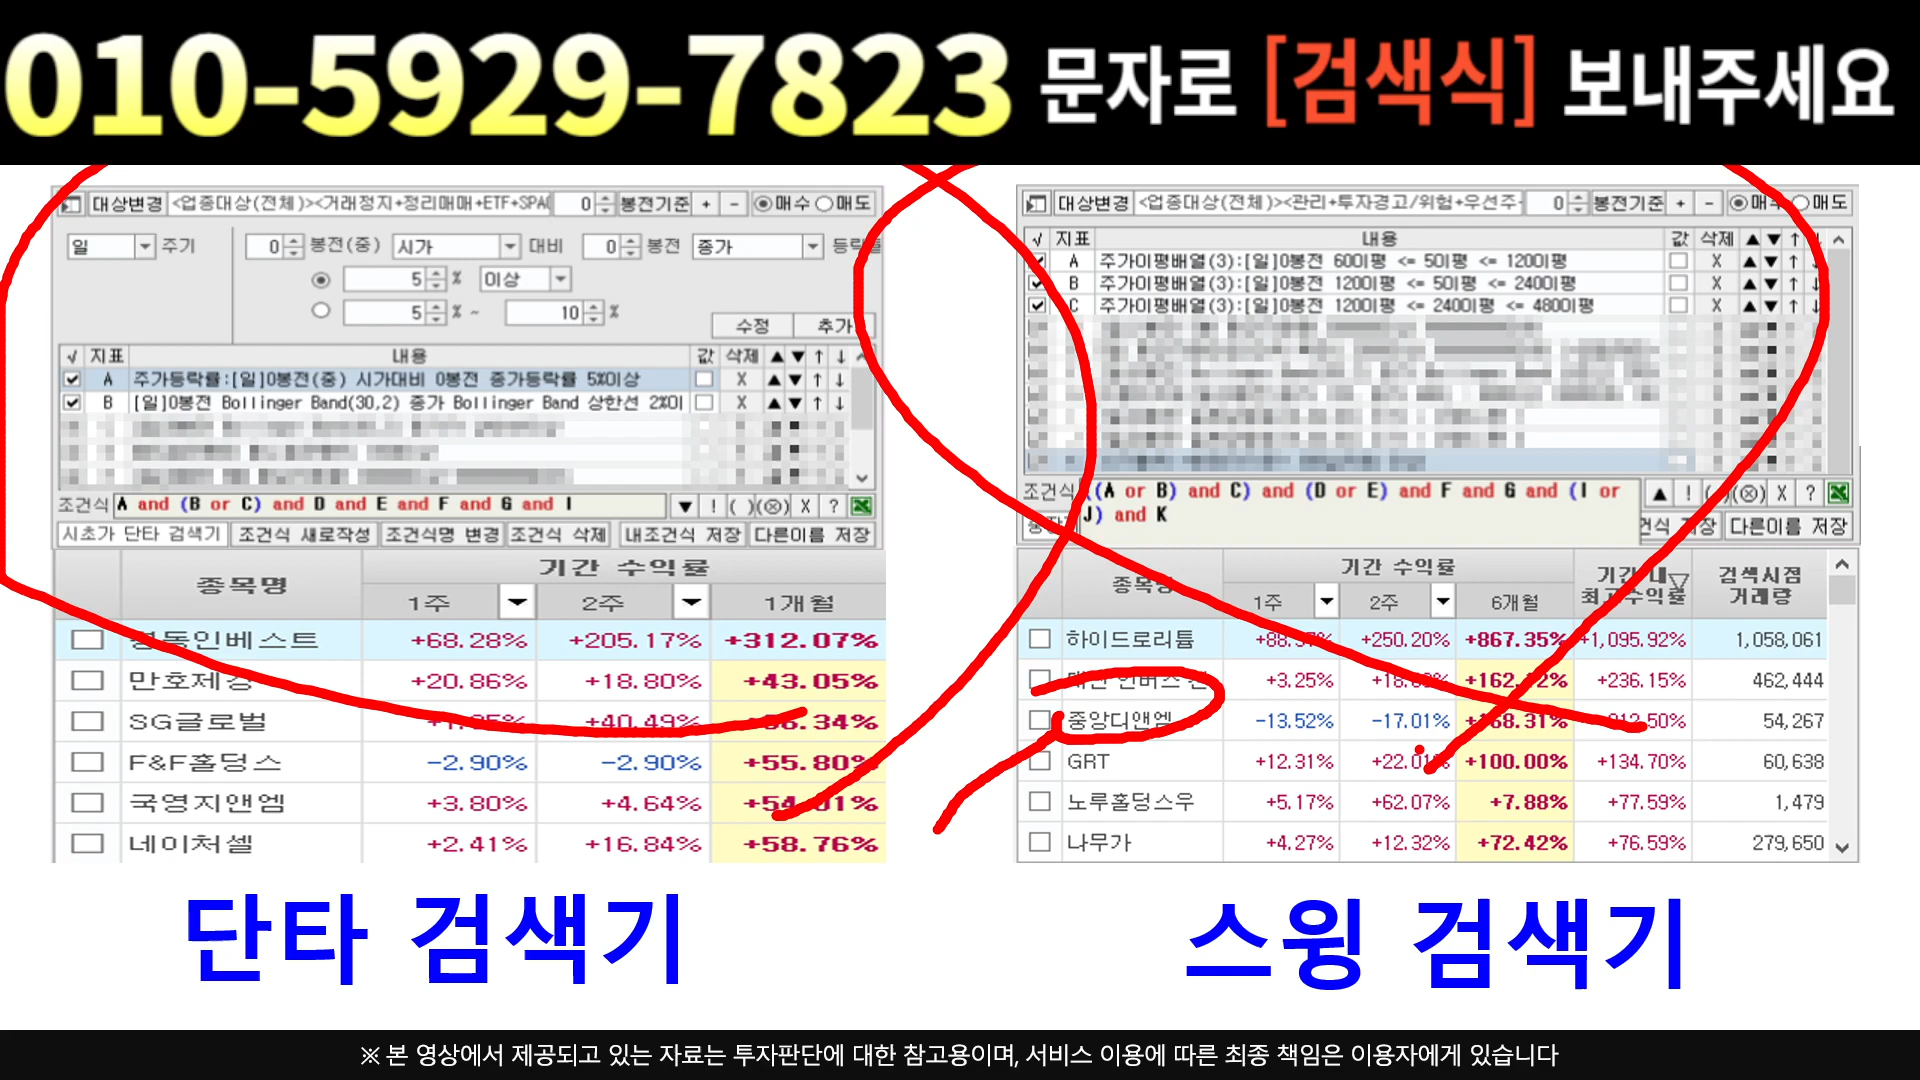 010-5929-7823 문자로 [검색식] 보내주세요
대상변경 <업종대상(전체)><거래정지+정리매매+ETF+SPA 0 봉전기준 + - 매수 매도
일 주기 0 봉전(중) 시가 대비 0 봉전 종가
5 % 이상
5 % ~ 10 %
수정 추가
√ 지표 내용 값 삭제 ▲ ▼ ↑ ↓
A 주가등락률:[일]0봉전(중) 시가대비 0봉전 종가등락률 5%이상 X ▲ ▼ ↑ ↓
B [일]0봉전 Bollinger Band(30,2) 종가 Bollinger Band 상한선 2%이 X ▲ ▼ ↑ ↓
조건식 A and (B or C) and D and E and F and G and I ▼ ! ( )(⊗) X ?
시초가 단타 검색기 조건식 새로작성 조건식명 변경 조건식 삭제 내조건식 저장 다른이름 저장
종목명 기간 수익률
1주 2주 1개월
+68.28% +205.17% +312.07%
만호제강 +20.86% +18.80% +43.05%
SG글로벌 +40.49%
F&F홀딩스 -2.90% -2.90% +55.80%
국영지앤엠 +3.80% +4.64%
네이처셀 +2.41% +16.84% +58.76%
단타 검색기
대상변경 <업종대상(전체)><관리+투자경고/위험+우선주+ 0 봉전기준 + - 매수 매도
√ 지표 내용 값 삭제 ▲ ▼ ↑
A 주가이평배열(3):[일]0봉전 60이평 <= 5이평 <= 120이평 X ▲ ▼ ↑
B 주가이평배열(3):[일]0봉전 120이평 <= 5이평 <= 240이평 X ▲ ▼ ↑
C 주가이평배열(3):[일]0봉전 120이평 <= 240이평 <= 480이평 X ▲ ▼ ↑
조건식 ((A or B) and C) and (D or E) and F and G and (I or ▲ ! (⊗) X ?
J) and K
저장 다른이름 저장
종목명 기간 수익률 기간 내 최고수익률 검색시점 거래량
1주 2주 6개월
하이드로리튬 +250.20% +867.35% +1,095.92% 1,058,061
+3.25% +236.15% 462,444
중앙디앤엠 -13.52% -17.01% 54,267
GRT +12.31% +100.00% +134.70% 60,638
노루홀딩스우 +5.17% +62.07% +7.88% +77.59% 1,479
나무가 +4.27% +12.32% +72.42% +76.59% 279,650
스윙 검색기
※ 본 영상에서 제공되고 있는 자료는 투자판단에 대한 참고용이며, 서비스 이용에 따른 최종 책임은 이용자에게 있습니다